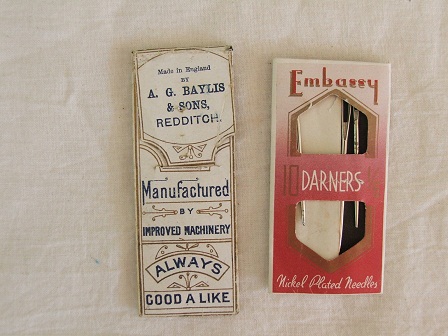 Made in England
BY
A. G. BAYLIS
& SONS,
REDDITCH.
Manufactured
BY
IMPROVED MACHINERY
ALWAYS
GOOD A LIKE
Embassy
10 DARNERS
Nickel Plated Needles